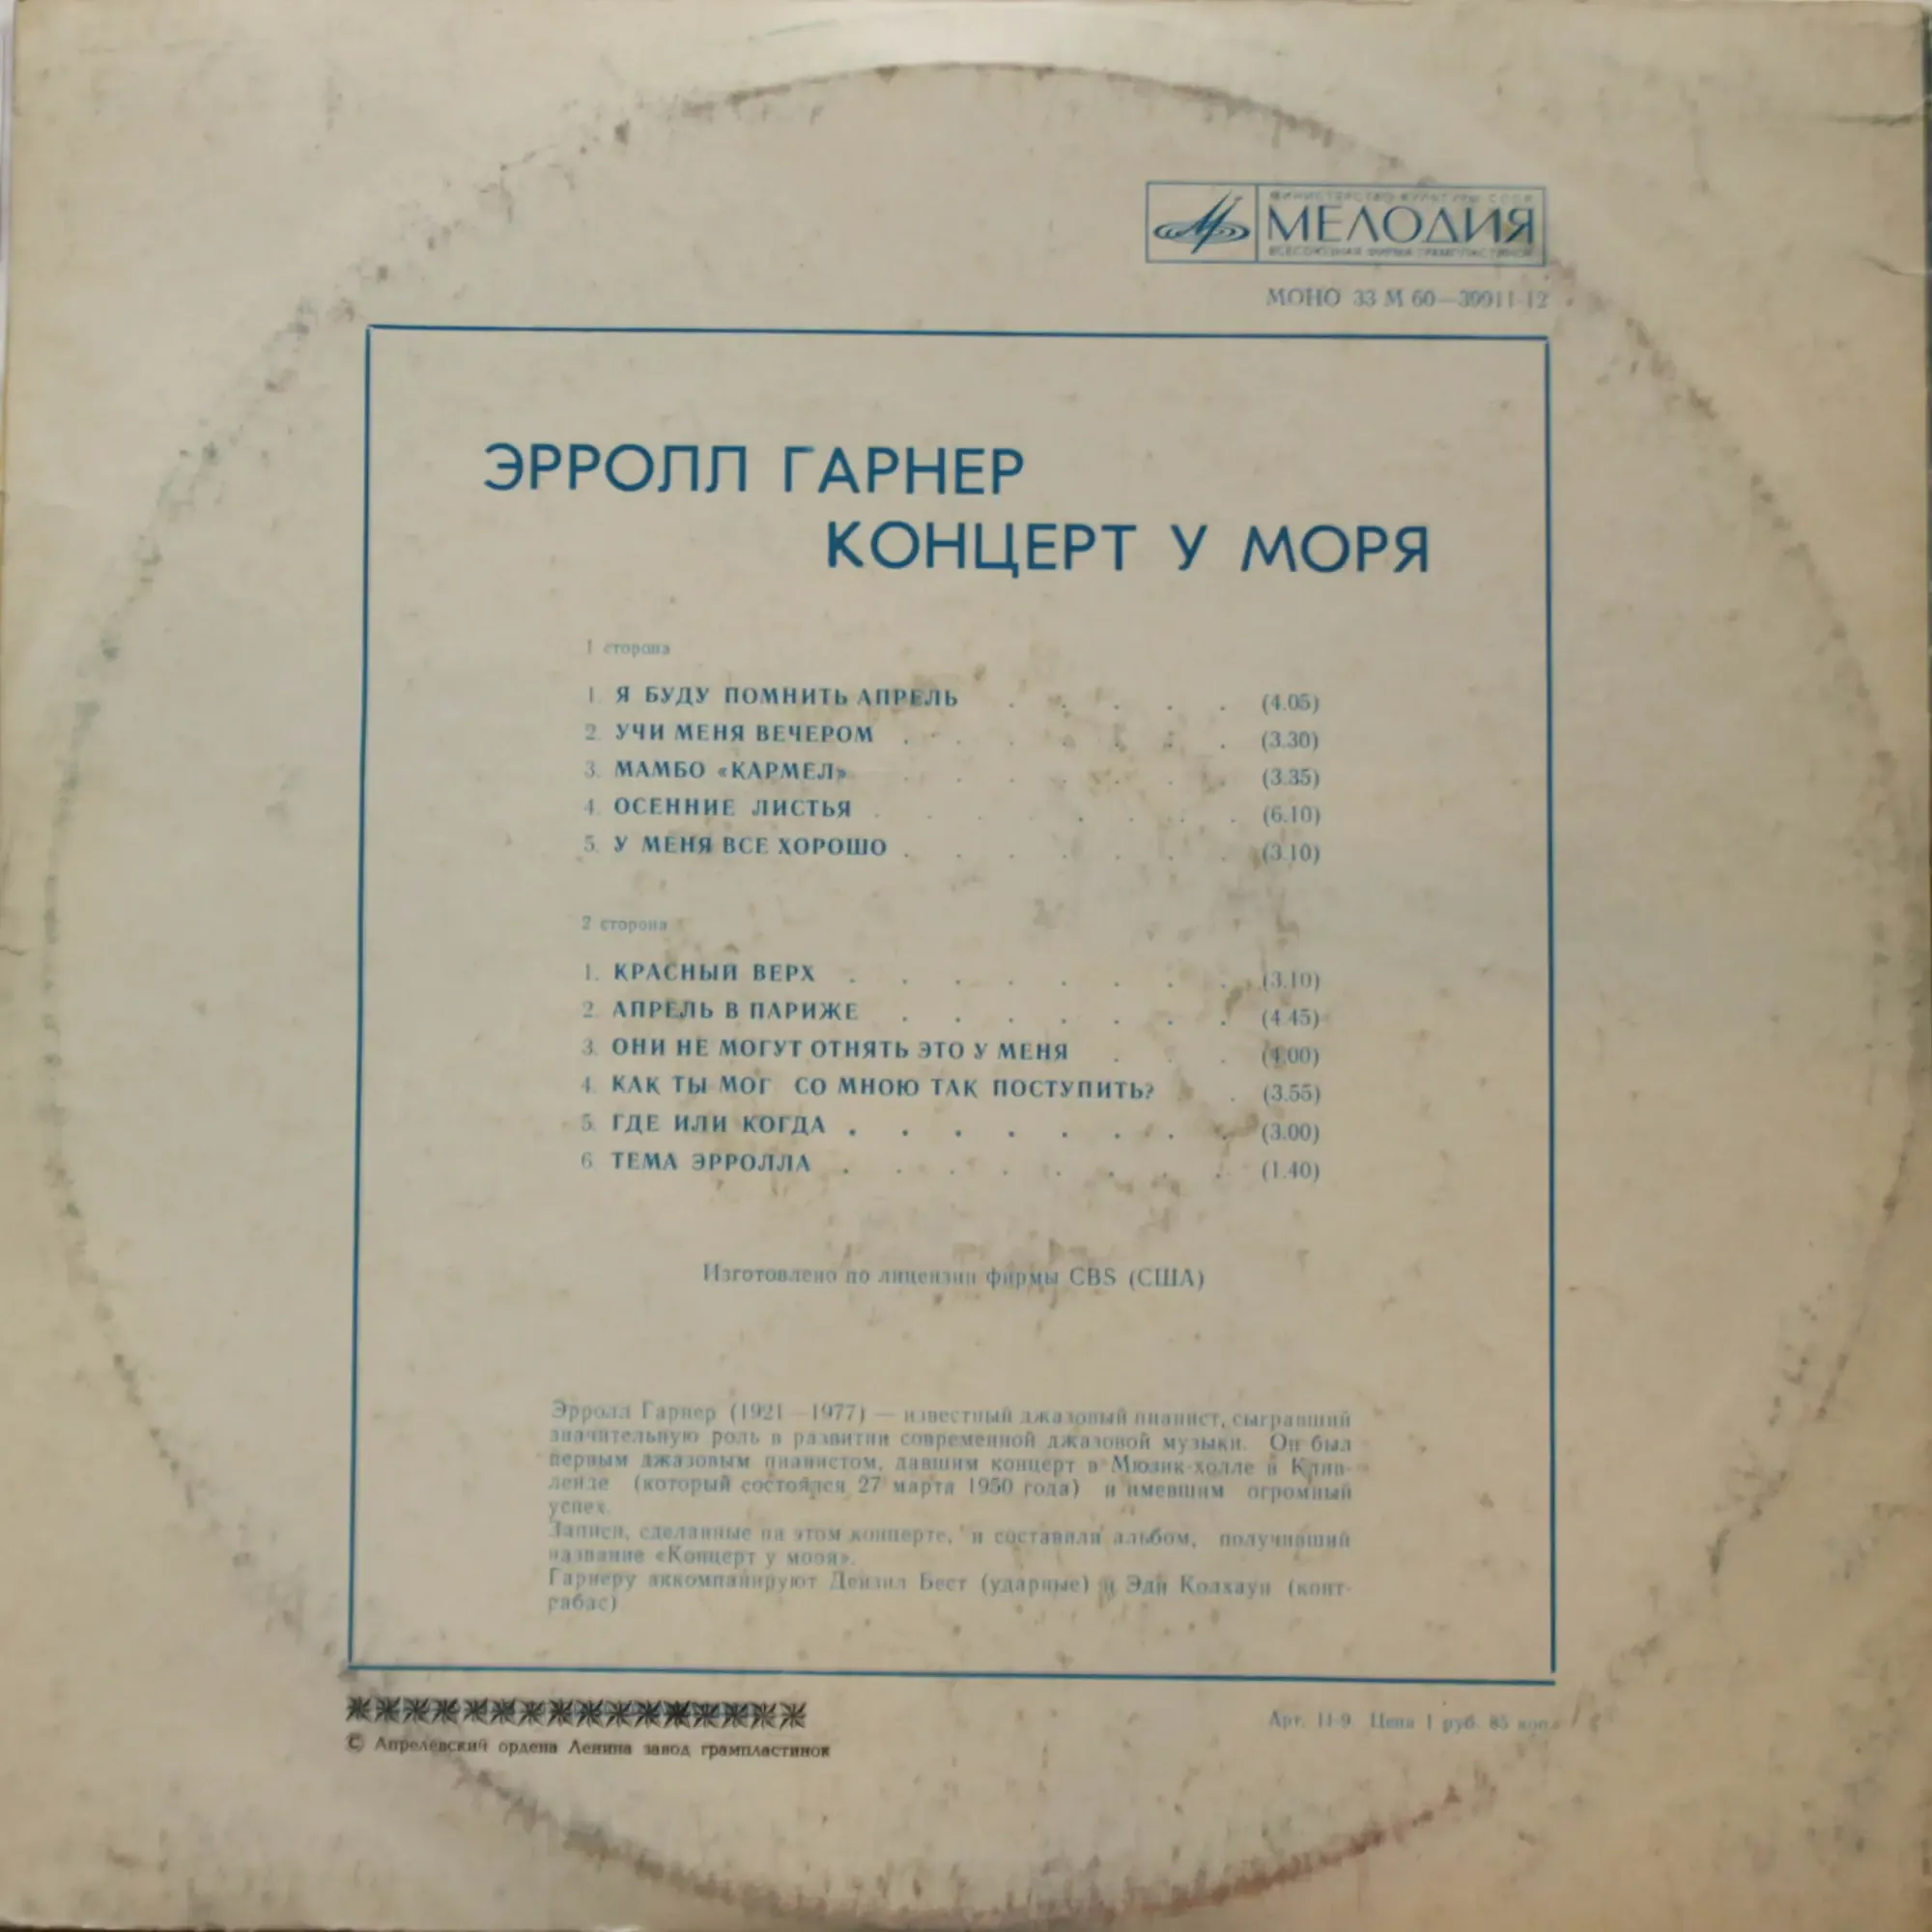 МИНИСТЕРСТВО КУЛЬТУРЫ СССР
МЕЛОДИЯ
ВСЕСОЮЗНАЯ ФИРМА ГРАМПЛАСТИНОК
МОНО 33 М 60—39911-12
ЭРРОЛЛ ГАРНЕР
КОНЦЕРТ У МОРЯ
1 сторона
1. Я БУДУ ПОМНИТЬ АПРЕЛЬ . . . . . (4.05)
2. УЧИ МЕНЯ ВЕЧЕРОМ . . . . . . . (3.30)
3. МАМБО «КАРМЕЛ» . . . . . . . (3.35)
4. ОСЕННИЕ ЛИСТЬЯ . . . . . . . . (6.10)
5. У МЕНЯ ВСЕ ХОРОШО . . . . . . . (3.10)
2 сторона
1. КРАСНЫЙ ВЕРХ . . . . . . . . (3.10)
2. АПРЕЛЬ В ПАРИЖЕ . . . . . . . (4.45)
3. ОНИ НЕ МОГУТ ОТНЯТЬ ЭТО У МЕНЯ . . . (4.00)
4. КАК ТЫ МОГ СО МНОЮ ТАК ПОСТУПИТЬ? . (3.55)
5. ГДЕ ИЛИ КОГДА . . . . . . . . (3.00)
6. ТЕМА ЭРРОЛЛА . . . . . . . . (1.40)
Изготовлено по лицензии фирмы CBS (США)
Эрролл Гарнер (1921—1977) — известный джазовый пианист, сыгравший
значительную роль в развитии современной джазовой музыки. Он был
первым джазовым пианистом, давшим концерт в Мюзик-холле в Клив-
ленде (который состоялся 27 марта 1950 года) и имевшим огромный
успех.
Записи, сделанные на этом концерте, и составили альбом, получивший
название «Концерт у моря».
Гарнеру аккомпанируют Дензил Бест (ударные) и Эди Колхаун (конт-
рабас)
Арт. 11-9. Цена 1 руб. 85 коп.
© Апрелевский ордена Ленина завод грампластинок